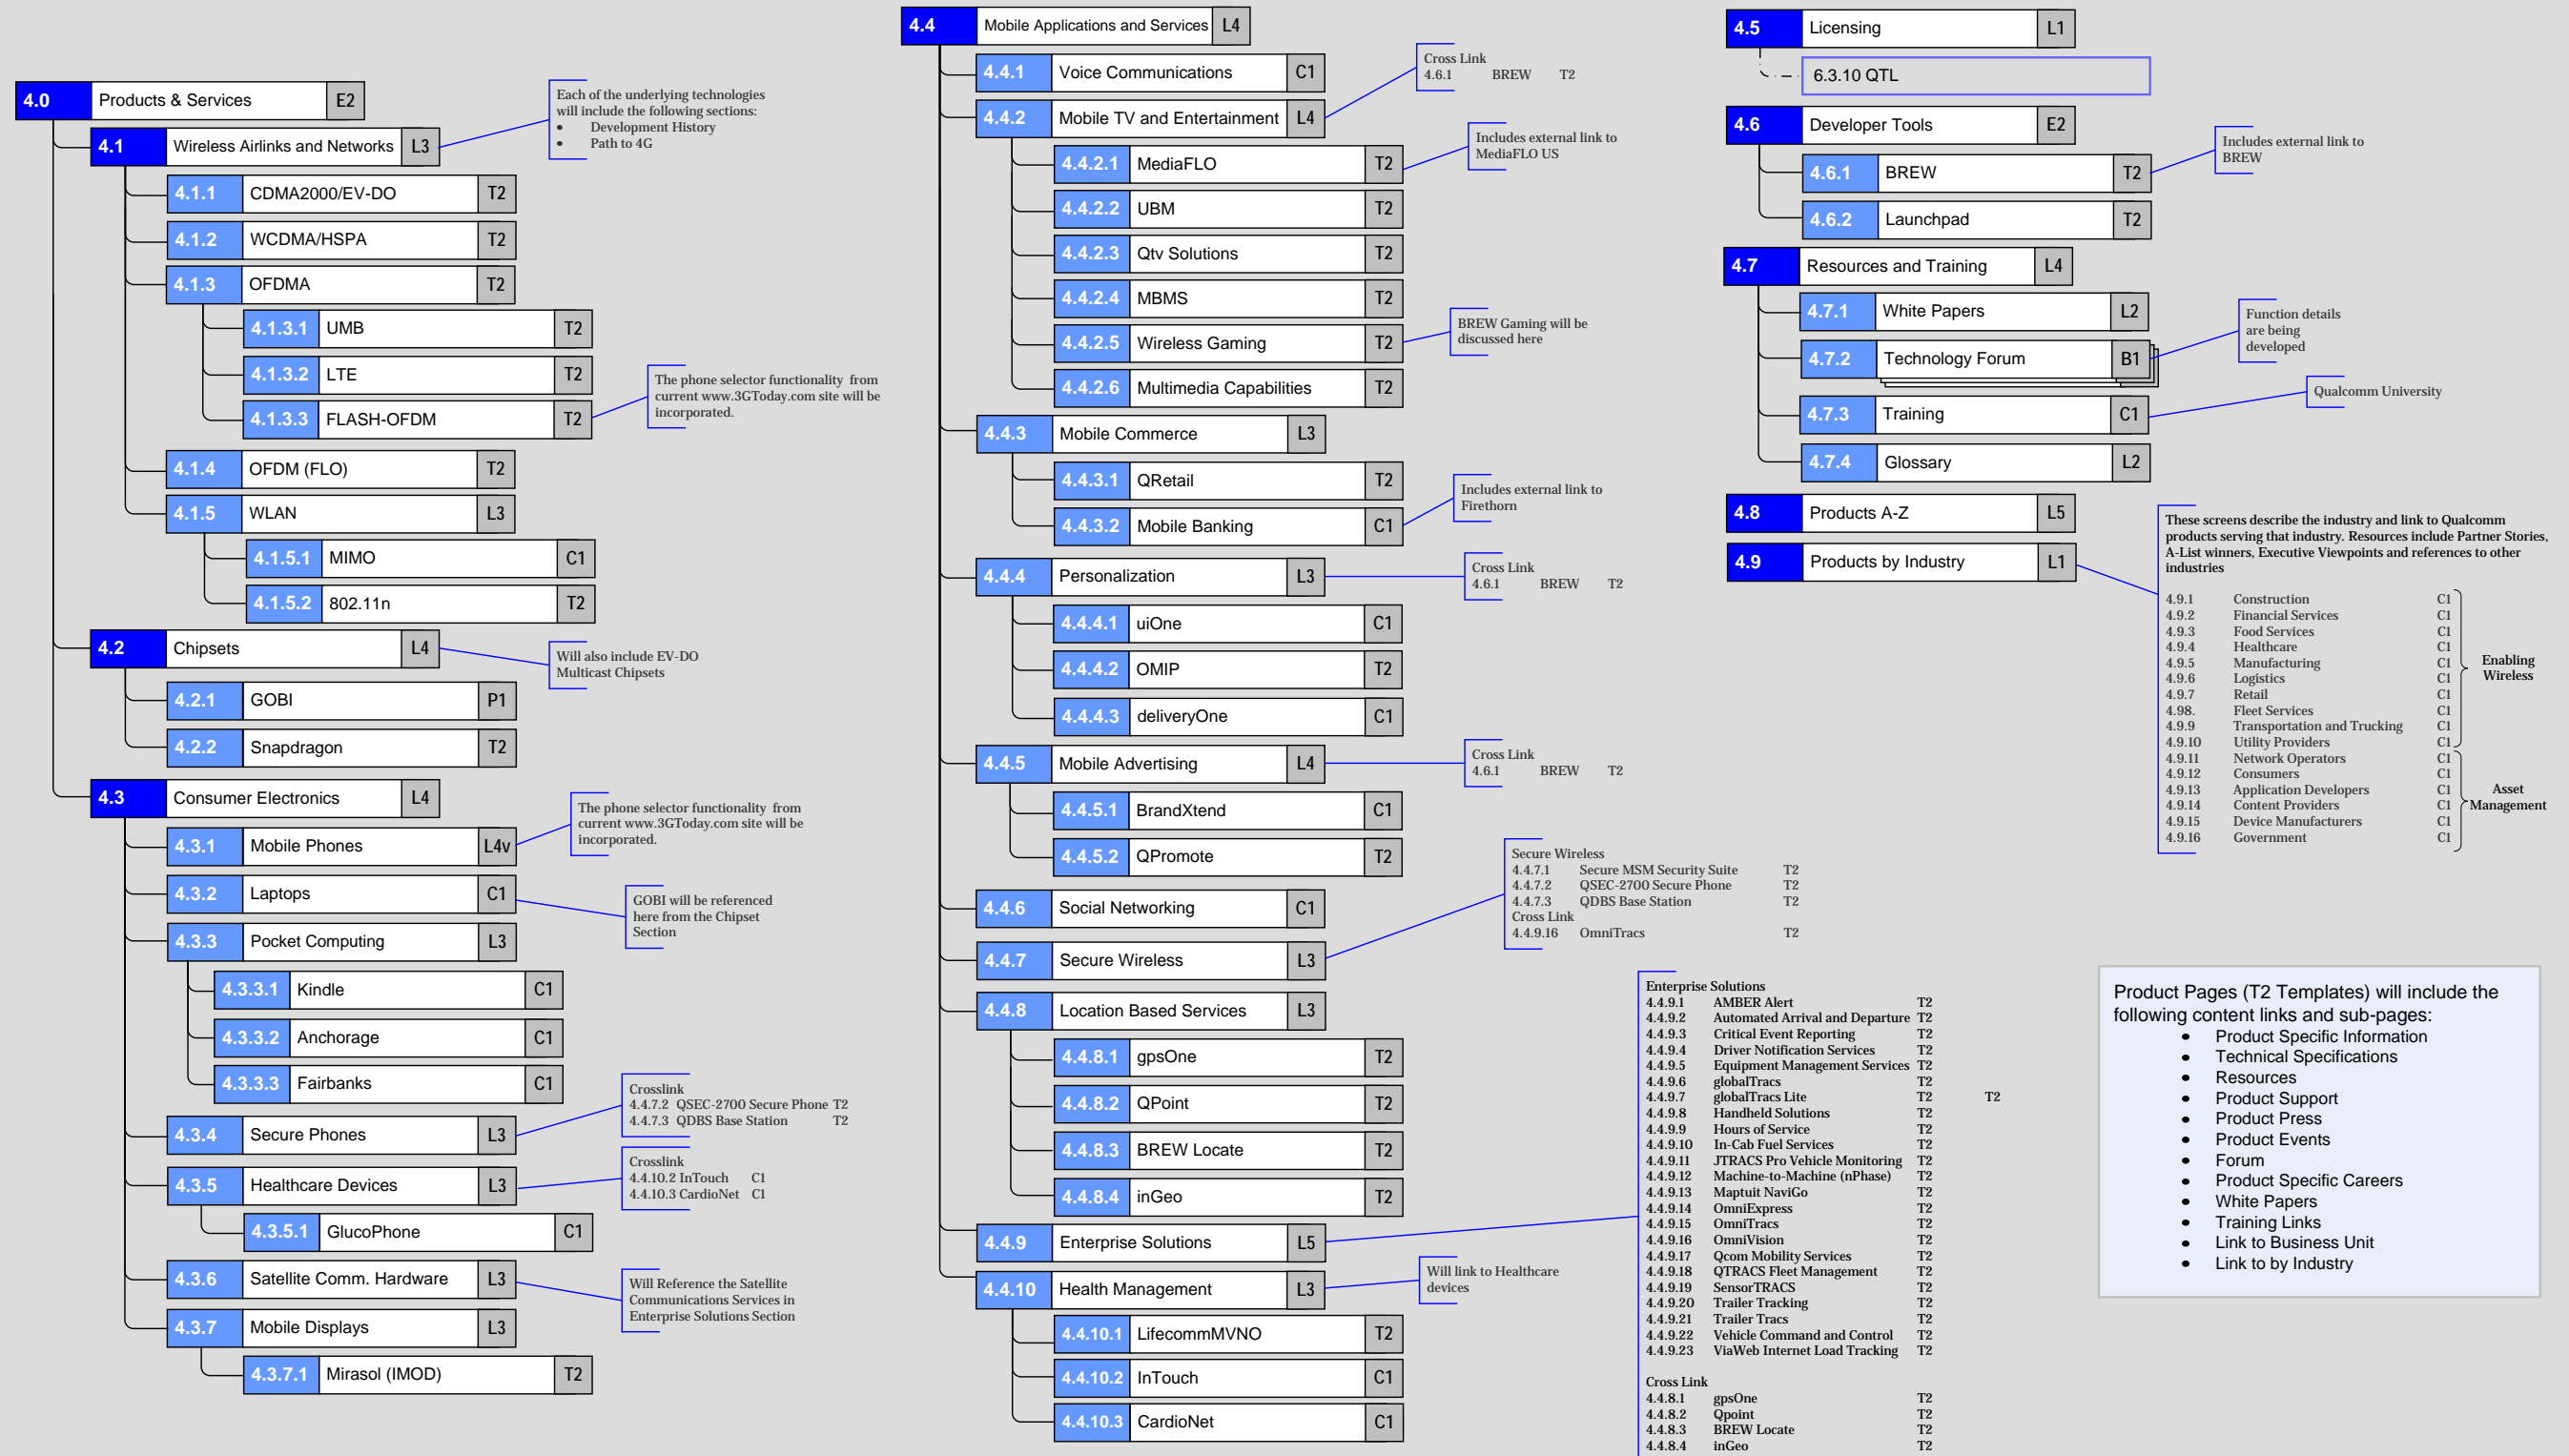 4.0 Products & Services E2
4.1 Wireless Airlinks and Networks L3
Each of the underlying technologies
will include the following sections:
• Development History
• Path to 4G
4.1.1 CDMA2000/EV-DO T2
4.1.2 WCDMA/HSPA T2
4.1.3 OFDMA T2
4.1.3.1 UMB T2
4.1.3.2 LTE T2
4.1.3.3 FLASH-OFDM T2
The phone selector functionality from
current www.3GToday.com site will be
incorporated.
4.1.4 OFDM (FLO) T2
4.1.5 WLAN L3
4.1.5.1 MIMO C1
4.1.5.2 802.11n T2
4.2 Chipsets L4
Will also include EV-DO
Multicast Chipsets
4.2.1 GOBI P1
4.2.2 Snapdragon T2
4.3 Consumer Electronics L4
4.3.1 Mobile Phones L4v
The phone selector functionality from
current www.3GToday.com site will be
incorporated.
4.3.2 Laptops C1
GOBI will be referenced
here from the Chipset
Section
4.3.3 Pocket Computing L3
4.3.3.1 Kindle C1
4.3.3.2 Anchorage C1
4.3.3.3 Fairbanks C1
4.3.4 Secure Phones L3
Crosslink
4.4.7.2 QSEC-2700 Secure Phone T2
4.4.7.3 QDBS Base Station T2
4.3.5 Healthcare Devices L3
Crosslink
4.4.10.2 InTouch C1
4.4.10.3 CardioNet C1
4.3.5.1 GlucoPhone C1
4.3.6 Satellite Comm. Hardware L3
Will Reference the Satellite
Communications Services in
Enterprise Solutions Section
4.3.7 Mobile Displays L3
4.3.7.1 Mirasol (IMOD) T2
4.4 Mobile Applications and Services L4
4.4.1 Voice Communications C1
4.4.2 Mobile TV and Entertainment L4
Cross Link
4.6.1 BREW T2
4.4.2.1 MediaFLO T2
Includes external link to
MediaFLO US
4.4.2.2 UBM T2
4.4.2.3 Qtv Solutions T2
4.4.2.4 MBMS T2
4.4.2.5 Wireless Gaming T2
BREW Gaming will be
discussed here
4.4.2.6 Multimedia Capabilities T2
4.4.3 Mobile Commerce L3
4.4.3.1 QRetail T2
4.4.3.2 Mobile Banking C1
Includes external link to
Firethorn
4.4.4 Personalization L3
Cross Link
4.6.1 BREW T2
4.4.4.1 uiOne C1
4.4.4.2 OMIP T2
4.4.4.3 deliveryOne C1
4.4.5 Mobile Advertising L4
Cross Link
4.6.1 BREW T2
4.4.5.1 BrandXtend C1
4.4.5.2 QPromote T2
4.4.6 Social Networking C1
4.4.7 Secure Wireless L3
Secure Wireless
4.4.7.1 Secure MSM Security Suite T2
4.4.7.2 QSEC-2700 Secure Phone T2
4.4.7.3 QDBS Base Station T2
Cross Link
4.4.9.16 OmniTracs T2
4.4.8 Location Based Services L3
4.4.8.1 gpsOne T2
4.4.8.2 QPoint T2
4.4.8.3 BREW Locate T2
4.4.8.4 inGeo T2
4.4.9 Enterprise Solutions L5
Enterprise Solutions
4.4.9.1 AMBER Alert T2
4.4.9.2 Automated Arrival and Departure T2
4.4.9.3 Critical Event Reporting T2
4.4.9.4 Driver Notification Services T2
4.4.9.5 Equipment Management Services T2
4.4.9.6 globalTracs T2
4.4.9.7 globalTracs Lite T2 T2
4.4.9.8 Handheld Solutions T2
4.4.9.9 Hours of Service T2
4.4.9.10 In-Cab Fuel Services T2
4.4.9.11 JTRACS Pro Vehicle Monitoring T2
4.4.9.12 Machine-to-Machine (nPhase) T2
4.4.9.13 Maptuit NaviGo T2
4.4.9.14 OmniExpress T2
4.4.9.15 OmniTracs T2
4.4.9.16 OmniVision T2
4.4.9.17 Qcom Mobility Services T2
4.4.9.18 QTRACS Fleet Management T2
4.4.9.19 SensorTRACS T2
4.4.9.20 Trailer Tracking T2
4.4.9.21 Trailer Tracs T2
4.4.9.22 Vehicle Command and Control T2
4.4.9.23 ViaWeb Internet Load Tracking T2
Cross Link
4.4.8.1 gpsOne T2
4.4.8.2 Qpoint T2
4.4.8.3 BREW Locate T2
4.4.8.4 inGeo T2
4.4.10 Health Management L3
Will link to Healthcare
devices
4.4.10.1 LifecommMVNO T2
4.4.10.2 InTouch C1
4.4.10.3 CardioNet C1
4.5 Licensing L1
6.3.10 QTL
4.6 Developer Tools E2
4.6.1 BREW T2
Includes external link to
BREW
4.6.2 Launchpad T2
4.7 Resources and Training L4
4.7.1 White Papers L2
4.7.2 Technology Forum B1
Function details
are being
developed
4.7.3 Training C1
Qualcomm University
4.7.4 Glossary L2
4.8 Products A-Z L5
4.9 Products by Industry L1
These screens describe the industry and link to Qualcomm
products serving that industry. Resources include Partner Stories,
A-List winners, Executive Viewpoints and references to other
industries
4.9.1 Construction C1
4.9.2 Financial Services C1
4.9.3 Food Services C1
4.9.4 Healthcare C1
4.9.5 Manufacturing C1
4.9.6 Logistics C1
4.9.7 Retail C1
4.98. Fleet Services C1
4.9.9 Transportation and Trucking C1
4.9.10 Utility Providers C1
Enabling
Wireless
4.9.11 Network Operators C1
4.9.12 Consumers C1
4.9.13 Application Developers C1
4.9.14 Content Providers C1
4.9.15 Device Manufacturers C1
4.9.16 Government C1
Asset
Management
Product Pages (T2 Templates) will include the
following content links and sub-pages:
• Product Specific Information
• Technical Specifications
• Resources
• Product Support
• Product Press
• Product Events
• Forum
• Product Specific Careers
• White Papers
• Training Links
• Link to Business Unit
• Link to by Industry